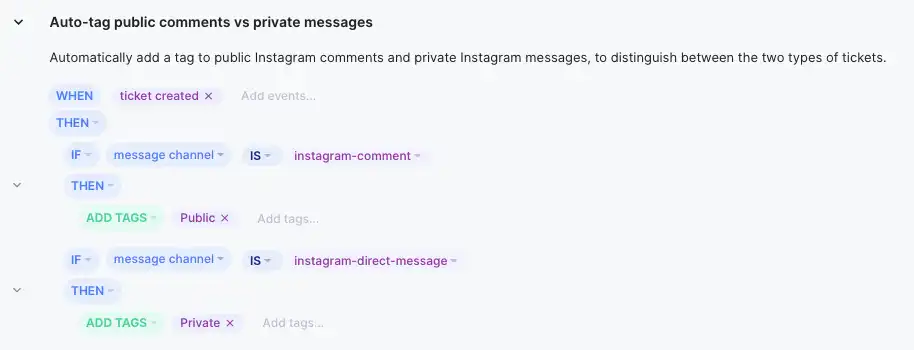 Auto-tag public comments vs private messages
Automatically add a tag to public Instagram comments and private Instagram messages, to distinguish between the two types of tickets.
WHEN ticket created × Add events...
THEN
IF message channel IS instagram-comment
THEN
ADD TAGS Public × Add tags...
IF message channel IS instagram-direct-message
THEN
ADD TAGS Private × Add tags...